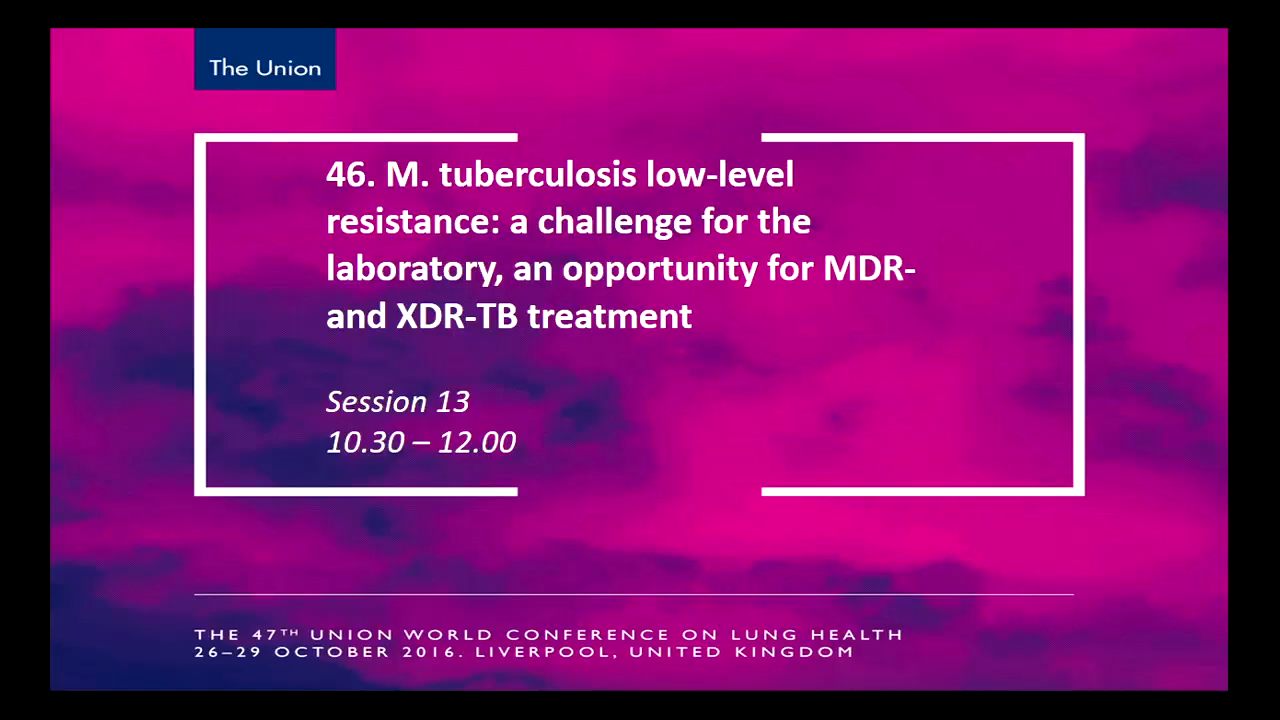 The Union
46. M. tuberculosis low-level
resistance: a challenge for the
laboratory, an opportunity for MDR-
and XDR-TB treatment
Session 13
10.30 – 12.00
THE 47TH UNION WORLD CONFERENCE ON LUNG HEALTH
26–29 OCTOBER 2016. LIVERPOOL, UNITED KINGDOM